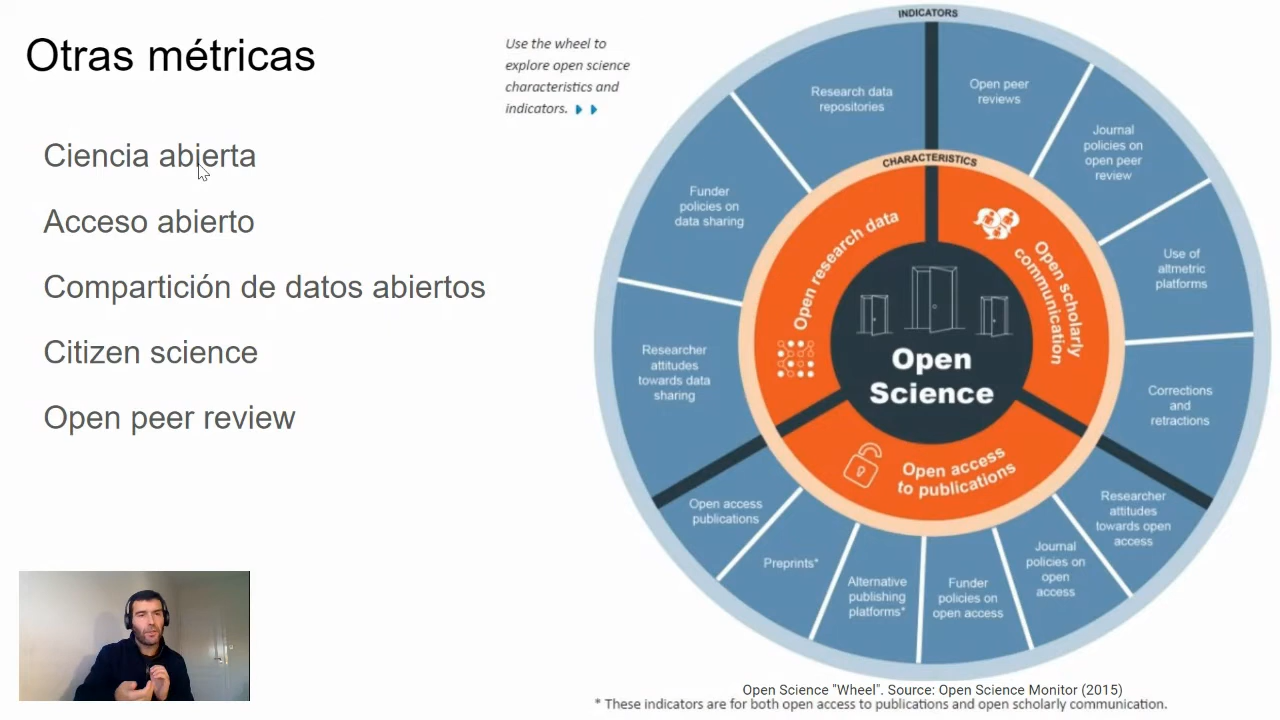 Otras métricas
Ciencia abierta
Acceso abierto
Compartición de datos abiertos
Citizen science
Open peer review
Use the wheel to
explore open science
characteristics and
indicators.
INDICATORS
Research data
repositories
Open peer
reviews
Journal
policies on
open peer
review
Use of
altmetric
platforms
Corrections
and
retractions
Researcher
attitudes
towards open
access
Journal
policies on
open
access
Funder
policies on
open access
Alternative
publishing
platforms*
Preprints*
Open access
publications
Researcher
attitudes
towards data
sharing
Funder
policies on
data sharing
CHARACTERISTICS
Open research data
Open scholarly
communication
Open access
to publications
Open
Science
Open Science "Wheel". Source: Open Science Monitor (2015)
* These indicators are for both open access to publications and open scholarly communication.